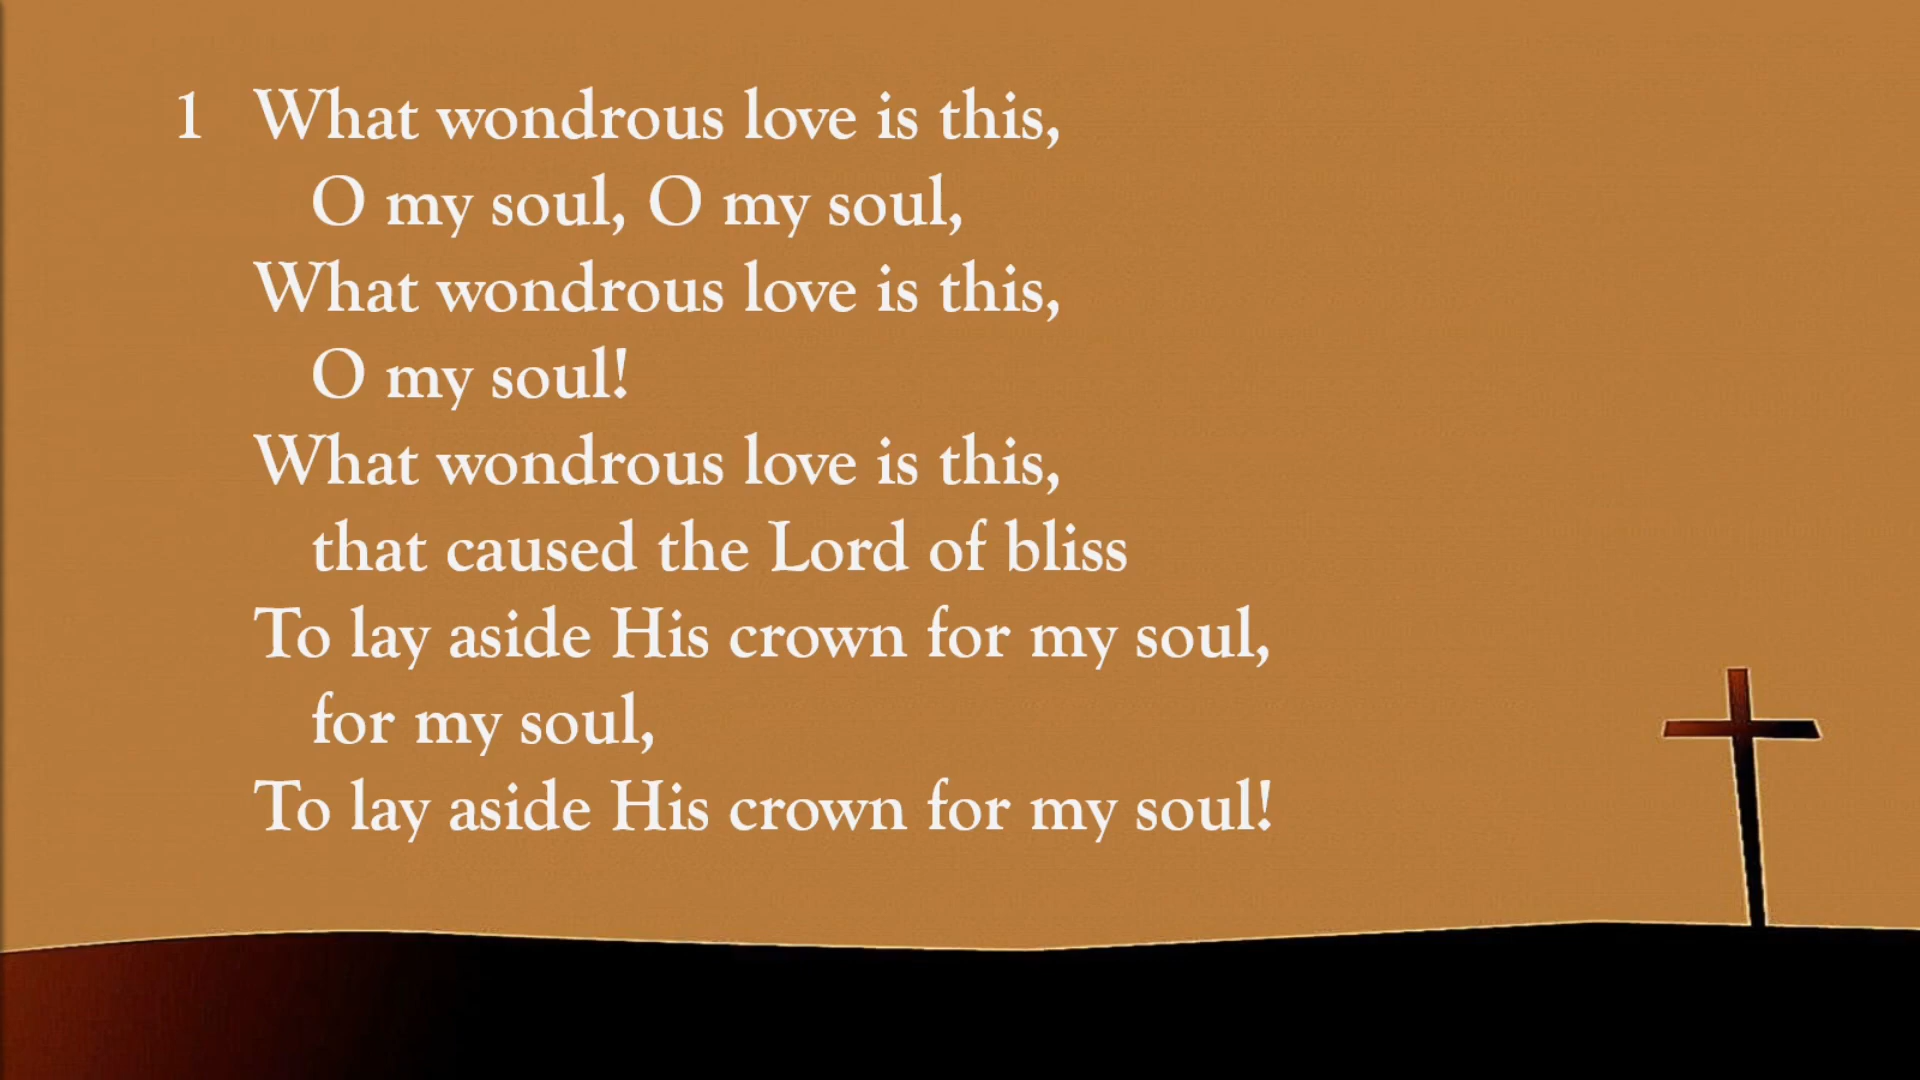 1 What wondrous love is this,
O my soul, O my soul,
What wondrous love is this,
O my soul!
What wondrous love is this,
that caused the Lord of bliss
To lay aside His crown for my soul,
for my soul,
To lay aside His crown for my soul!